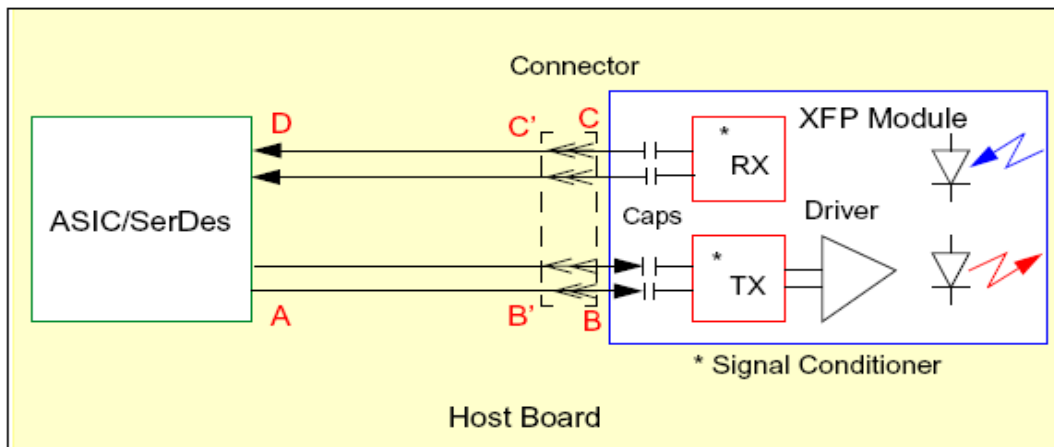 Connector
XFP Module
D
C'
C
*
RX
ASIC/SerDes
Caps
Driver
*
TX
A
B'
B
* Signal Conditioner
Host Board